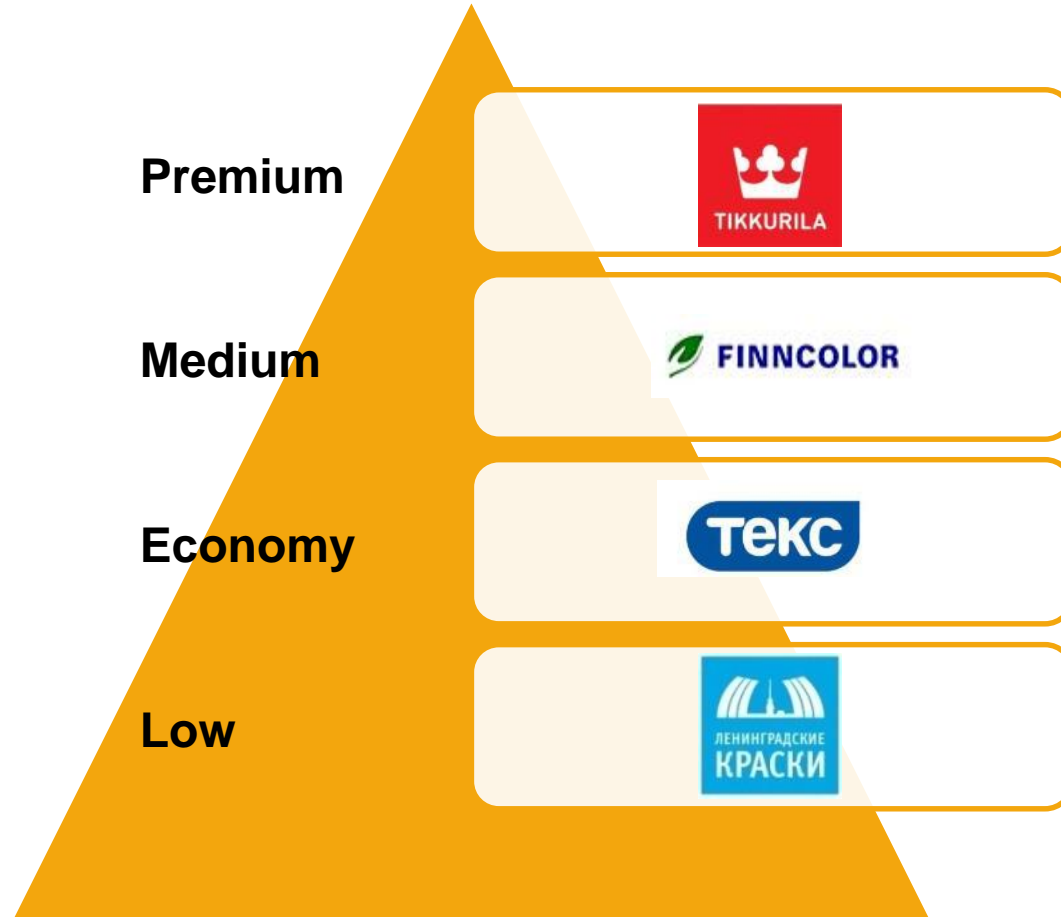 Premium
TIKKURILA
Medium
FINNCOLOR
Economy
текс
Low
ЛЕНИНГРАДСКИЕ
КРАСКИ